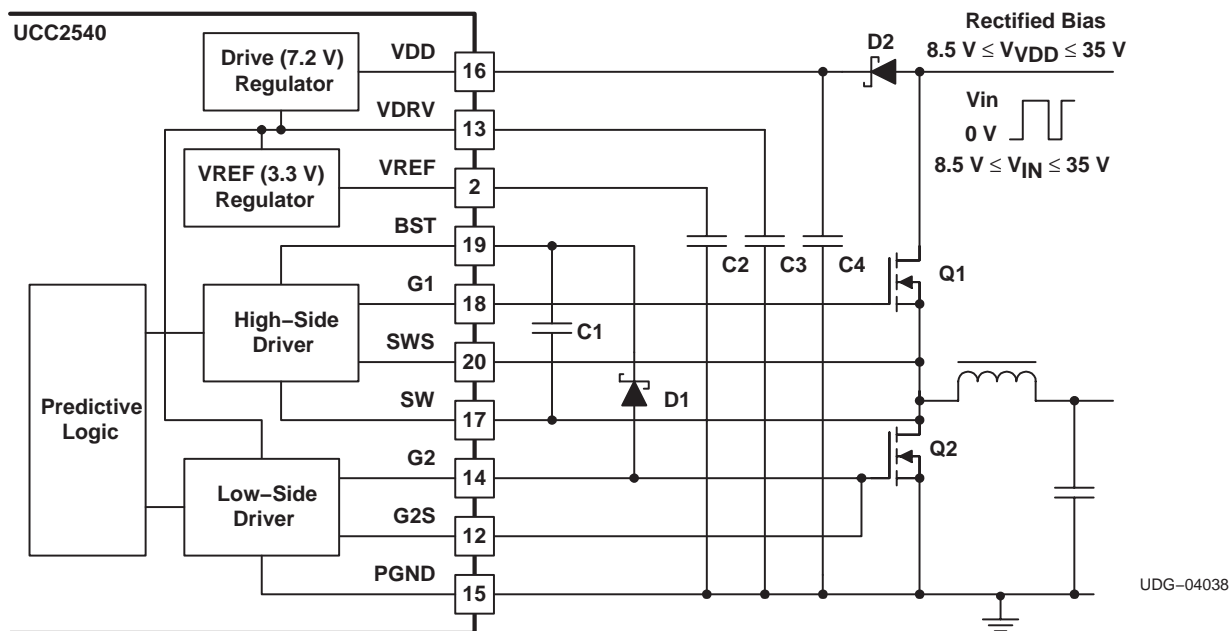 UCC2540
Rectified Bias
8.5 V ≤ VVDD ≤ 35 V
D2
Drive (7.2 V)
Regulator
VDD
16
Vin
0 V
8.5 V ≤ VIN ≤ 35 V
VDRV
13
VREF (3.3 V)
Regulator
VREF
2
BST
19
C2
C3
C4
Q1
G1
18
High–Side
Driver
C1
SWS
20
Predictive
Logic
SW
17
D1
G2
14
Q2
Low–Side
Driver
G2S
12
PGND
15
UDG–04038